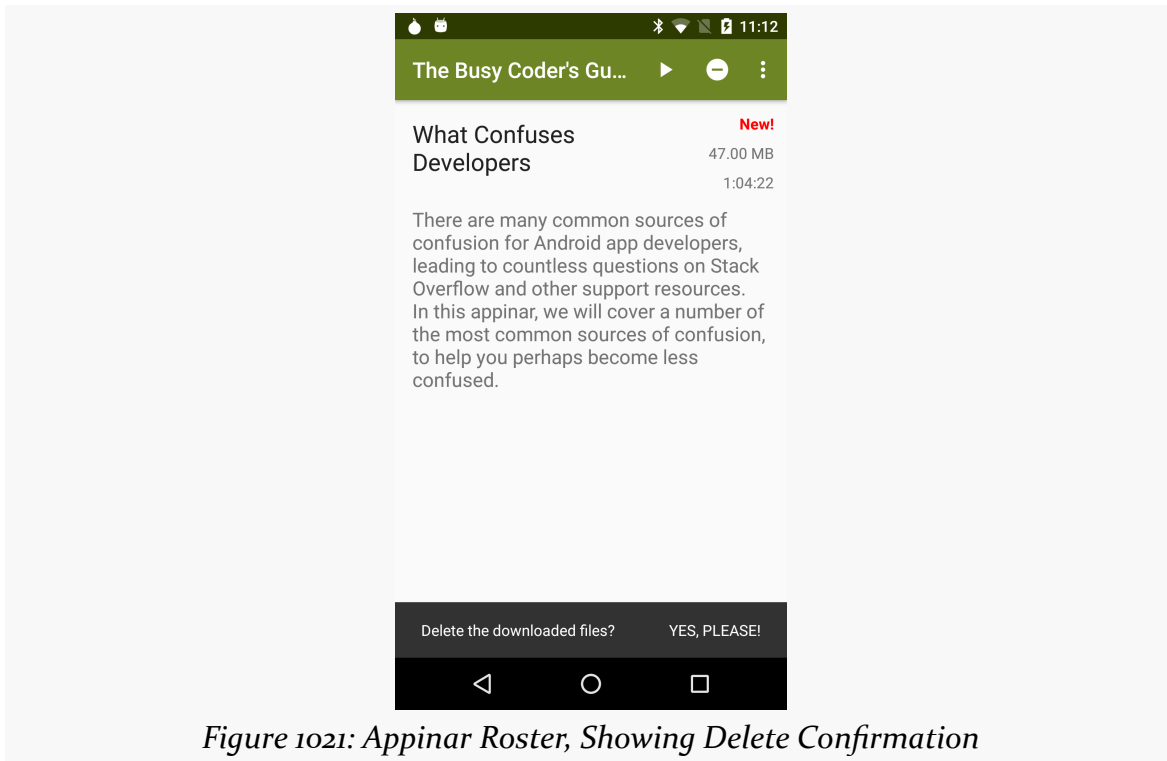 11:12
The Busy Coder's Gu...
New!
What Confuses
Developers
47.00 MB
1:04:22
There are many common sources of
confusion for Android app developers,
leading to countless questions on Stack
Overflow and other support resources.
In this appinar, we will cover a number of
the most common sources of confusion,
to help you perhaps become less
confused.
Delete the downloaded files? YES, PLEASE!
Figure 1021: Appinar Roster, Showing Delete Confirmation